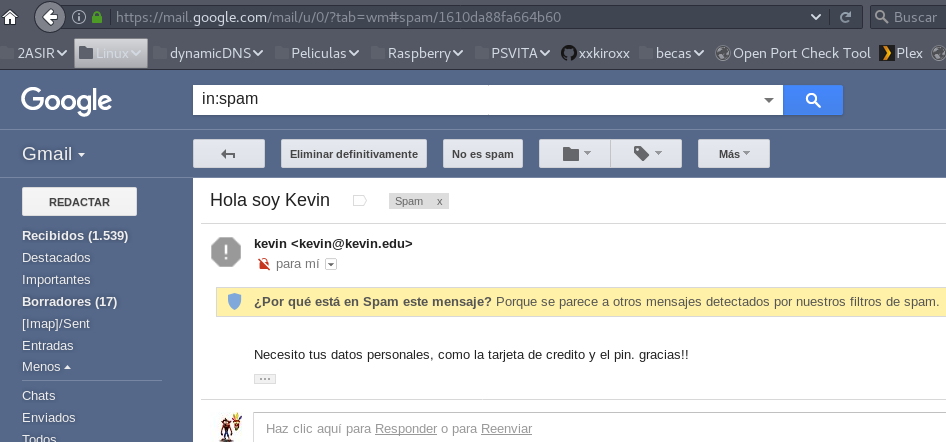 https://mail.google.com/mail/u/0/?tab=wm#spam/1610da88fa664b60 Buscar
2ASIR Linux dynamicDNS Peliculas Raspberry PSVITA xxkiroxx becas Open Port Check Tool Plex
Google in:spam
Gmail Eliminar definitivamente No es spam Más
REDACTAR
Hola soy Kevin Spam x
Recibidos (1.539)
Destacados
Importantes
Borradores (17)
[Imap]/Sent
Entradas
Menos
Chats
Enviados
Todos
kevin <kevin@kevin.edu>
para mí
¿Por qué está en Spam este mensaje? Porque se parece a otros mensajes detectados por nuestros filtros de spam.
Necesito tus datos personales, como la tarjeta de credito y el pin. gracias!!
Haz clic aquí para Responder o para Reenviar